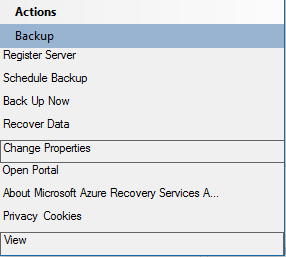 Actions
Backup
Register Server
Schedule Backup
Back Up Now
Recover Data
Change Properties
Open Portal
About Microsoft Azure Recovery Services A...
Privacy Cookies
View